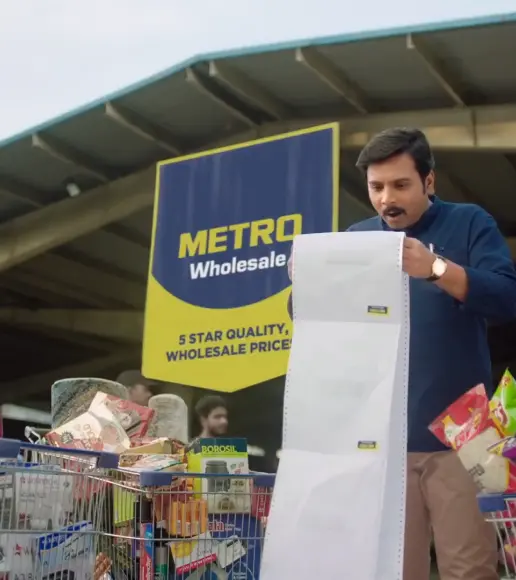 METRO
Wholesale
5 STAR QUALITY,
WHOLESALE PRICES
BOROSIL